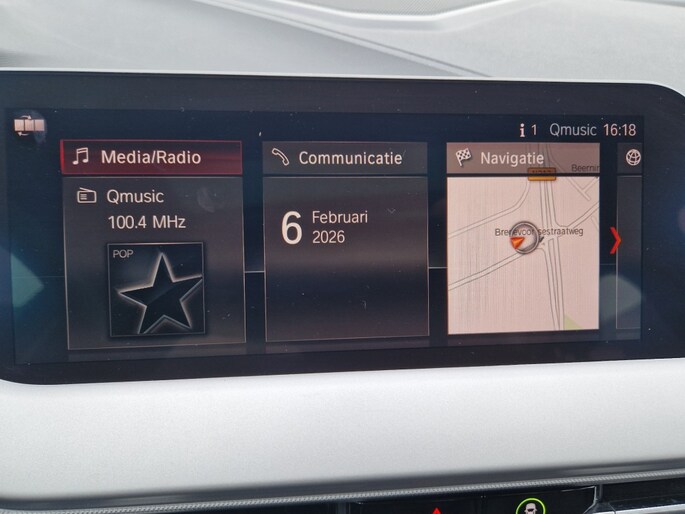 i 1 Qmusic 16:18
Media/Radio
Qmusic
100.4 MHz
POP
Communicatie
6 Februari
2026
Navigatie